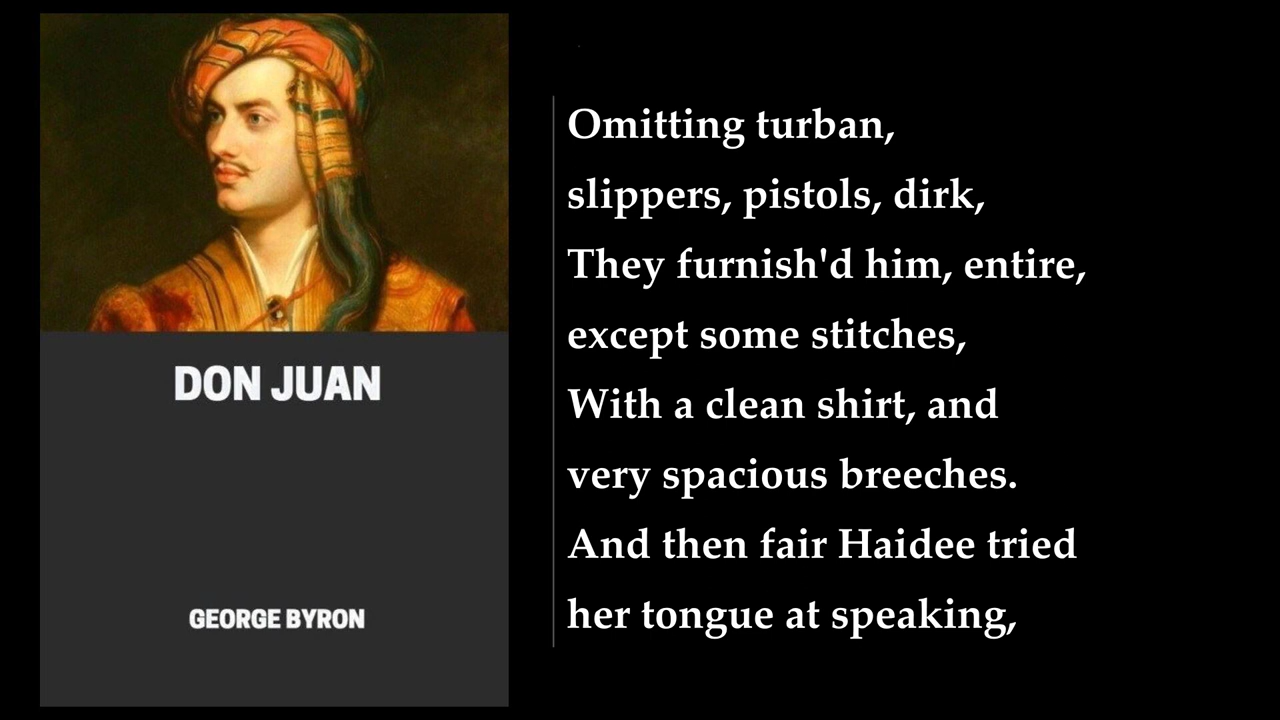 DON JUAN
GEORGE BYRON
Omitting turban,
slippers, pistols, dirk,
They furnish'd him, entire,
except some stitches,
With a clean shirt, and
very spacious breeches.
And then fair Haidee tried
her tongue at speaking,